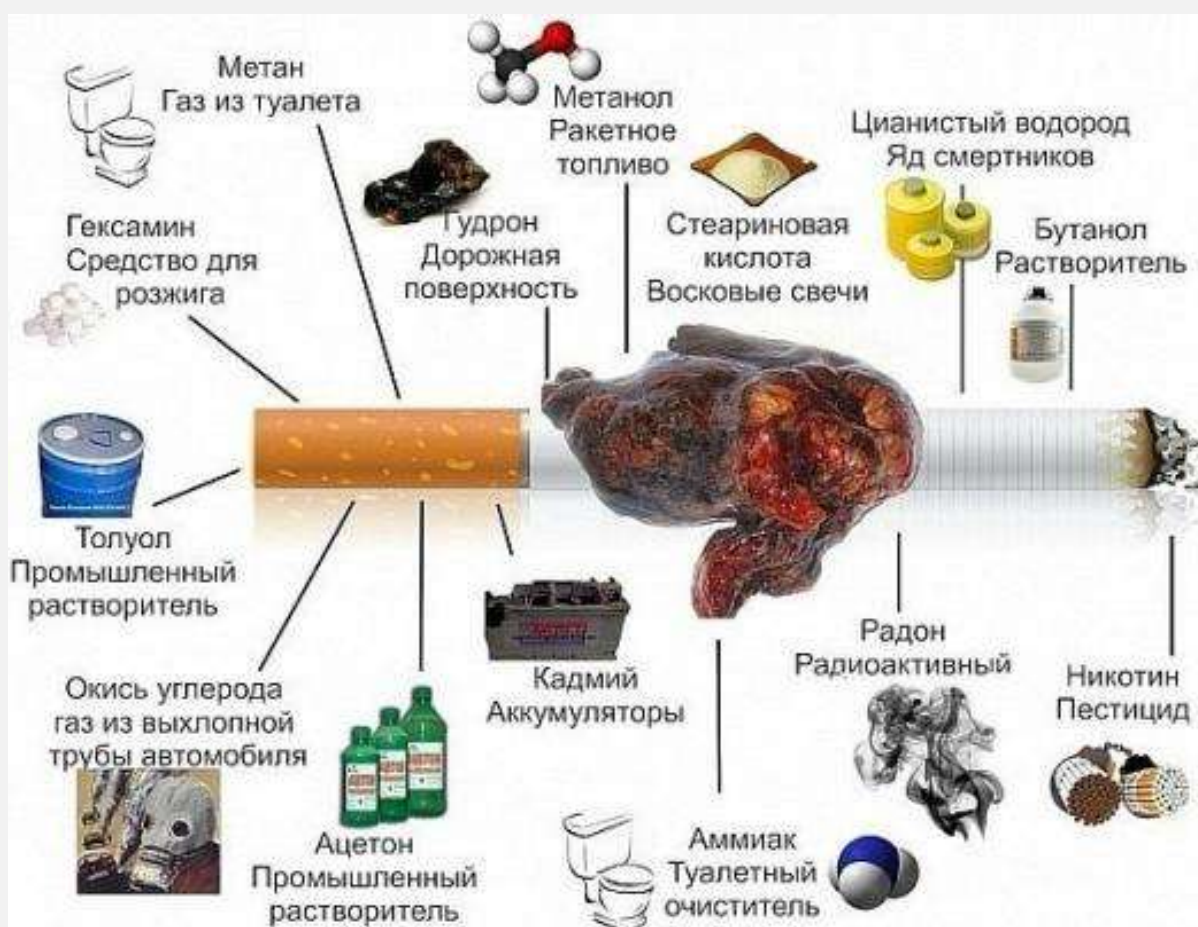 Метан
Газ из туалета
Метанол
Ракетное
топливо
Цианистый водород
Яд смертников
Гексамин
Средство для
розжига
Гудрон
Дорожная
поверхность
Стеариновая
кислота
Восковые свечи
Бутанол
Растворитель
Толуол
Промышленный
растворитель
Кадмий
Аккумуляторы
Радон
Радиоактивный
Никотин
Пестицид
Окись углерода
газ из выхлопной
трубы автомобиля
Ацетон
Промышленный
растворитель
Аммиак
Туалетный
очиститель